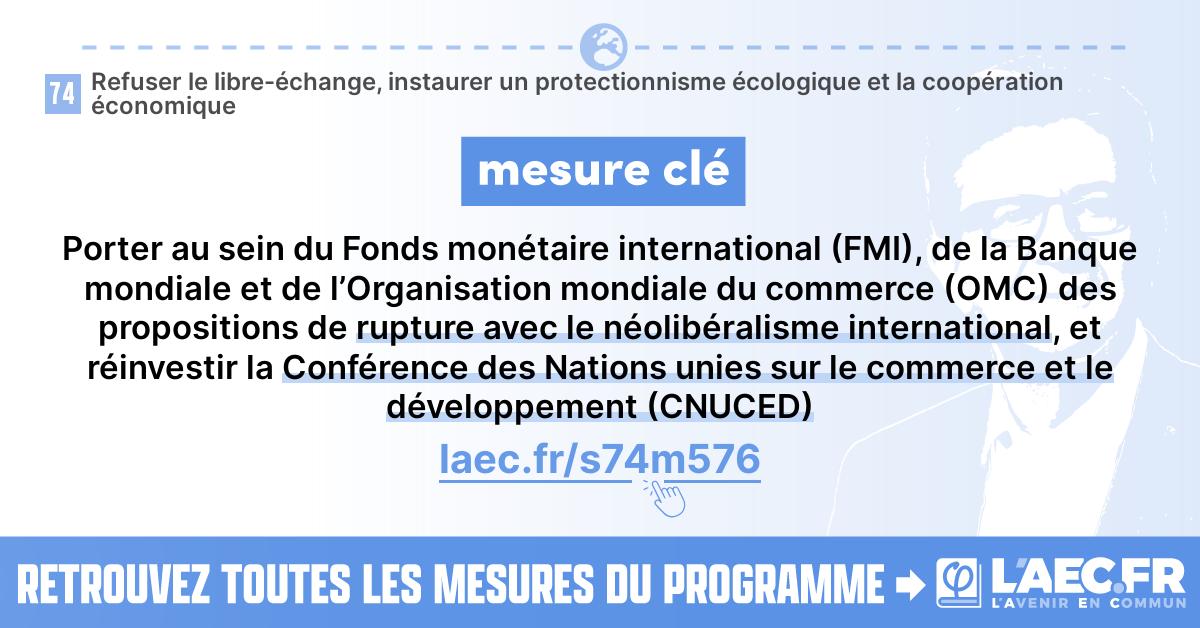 74
Refuser le libre-échange, instaurer un protectionnisme écologique et la coopération
économique
mesure clé
Porter au sein du Fonds monétaire international (FMI), de la Banque
mondiale et de l’Organisation mondiale du commerce (OMC) des
propositions de rupture avec le néolibéralisme international, et
réinvestir la Conférence des Nations unies sur le commerce et le
développement (CNUCED)
laec.fr/s74m576
RETROUVEZ TOUTES LES MESURES DU PROGRAMME
φ
L'AEC.FR
L'AVENIR EN COMMUN